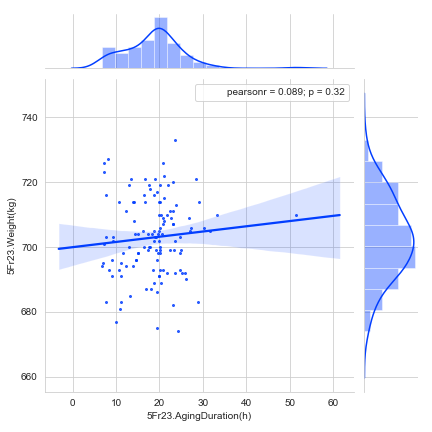 pearsonr = 0.089; p = 0.32
740
720
700
680
660
5Fr23.Weight(kg)
0 10 20 30 40 50 60
5Fr23.AgingDuration(h)